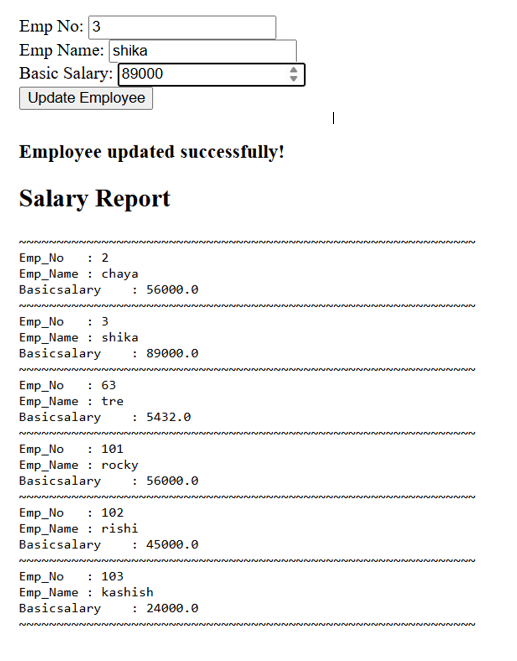 Emp No: 3
Emp Name: shika
Basic Salary: 89000
Update Employee
Employee updated successfully!
Salary Report
~~~~~~~~~~~~~~~~~~~~~~~~~~~~~~~~~~~~~~~~~~~~~~~~~~~~~~~~~~~~~
Emp_No   : 2
Emp_Name : chaya
Basicsalary    : 56000.0
~~~~~~~~~~~~~~~~~~~~~~~~~~~~~~~~~~~~~~~~~~~~~~~~~~~~~~~~~~~~~
Emp_No   : 3
Emp_Name : shika
Basicsalary    : 89000.0
~~~~~~~~~~~~~~~~~~~~~~~~~~~~~~~~~~~~~~~~~~~~~~~~~~~~~~~~~~~~~
Emp_No   : 63
Emp_Name : tre
Basicsalary    : 5432.0
~~~~~~~~~~~~~~~~~~~~~~~~~~~~~~~~~~~~~~~~~~~~~~~~~~~~~~~~~~~~~
Emp_No   : 101
Emp_Name : rocky
Basicsalary    : 56000.0
~~~~~~~~~~~~~~~~~~~~~~~~~~~~~~~~~~~~~~~~~~~~~~~~~~~~~~~~~~~~~
Emp_No   : 102
Emp_Name : rishi
Basicsalary    : 45000.0
~~~~~~~~~~~~~~~~~~~~~~~~~~~~~~~~~~~~~~~~~~~~~~~~~~~~~~~~~~~~~
Emp_No   : 103
Emp_Name : kashish
Basicsalary    : 24000.0
~~~~~~~~~~~~~~~~~~~~~~~~~~~~~~~~~~~~~~~~~~~~~~~~~~~~~~~~~~~~~